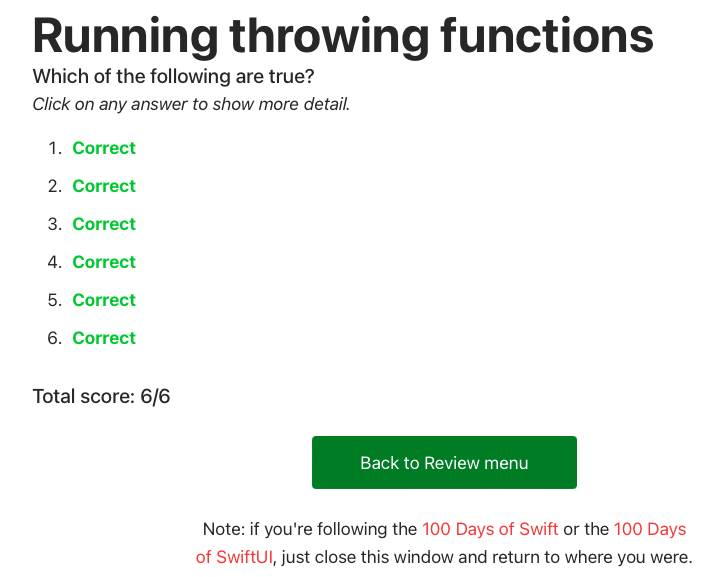 Running throwing functions
Which of the following are true?
Click on any answer to show more detail.
1. Correct
2. Correct
3. Correct
4. Correct
5. Correct
6. Correct
Total score: 6/6
Back to Review menu
Note: if you're following the 100 Days of Swift or the 100 Days
of SwiftUI, just close this window and return to where you were.